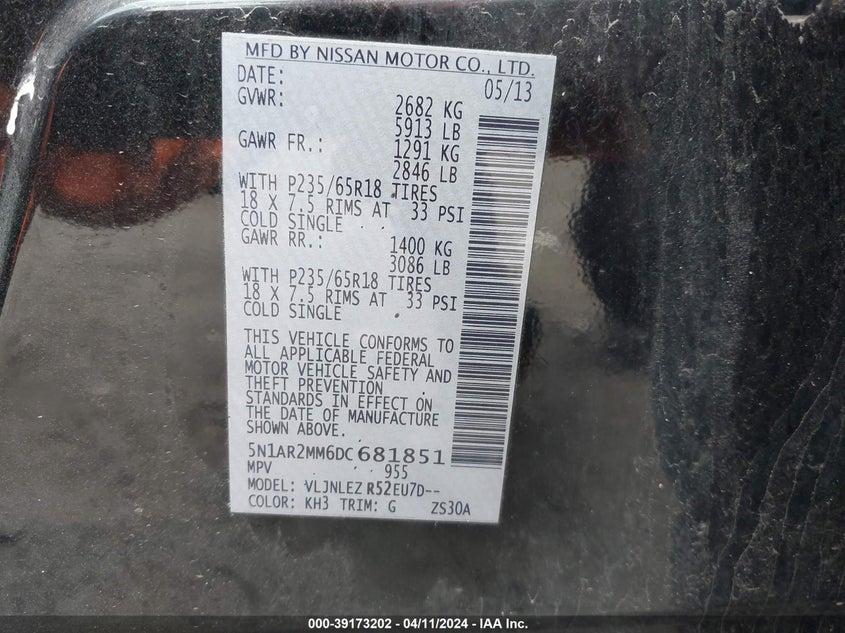 MFD BY NISSAN MOTOR CO., LTD.
DATE: 05/13
GVWR: 2682 KG
5913 LB
GAWR FR.: 1291 KG
2846 LB
WITH P235/65R18 TIRES
18 X 7.5 RIMS AT 33 PSI
COLD SINGLE
GAWR RR.: 1400 KG
3086 LB
WITH P235/65R18 TIRES
18 X 7.5 RIMS AT 33 PSI
COLD SINGLE
THIS VEHICLE CONFORMS TO
ALL APPLICABLE FEDERAL
MOTOR VEHICLE SAFETY AND
THEFT PREVENTION
STANDARDS IN EFFECT ON
THE DATE OF MANUFACTURE
SHOWN ABOVE.
5N1AR2MM6DC681851
MPV 955
MODEL: VLJNLEZ R52EU7D--
COLOR: KH3 TRIM: G ZS30A
000-39173202 - 04/11/2024 - IAA Inc.